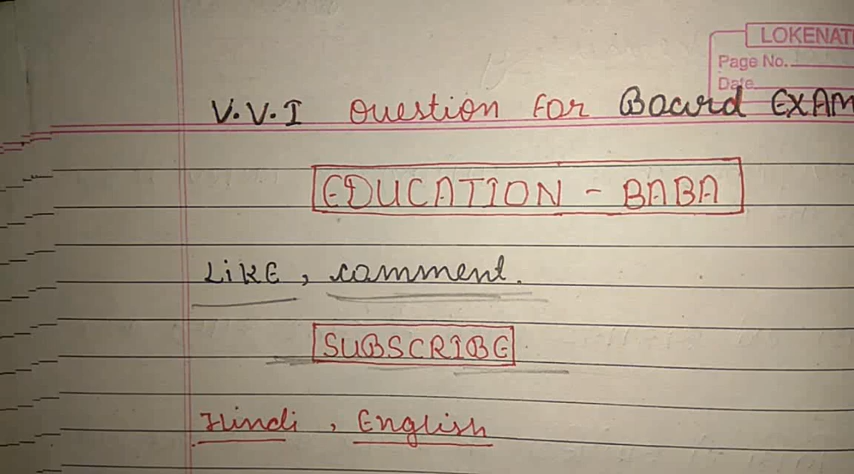 LOKENAT
Page No.
Date
V.V.I Question For Board EXAM
EDUCATION - BABA
LiKE, comment.
SUBSCRIBE
Hindi, English